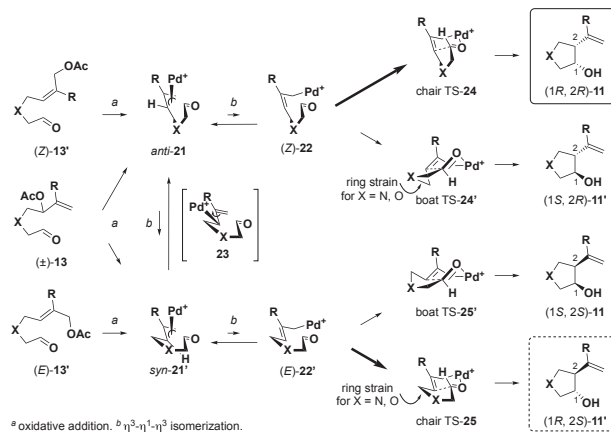 R
OAc
R
X
O
(Z)-13'
a
R
Pd⁺
H
O
X
anti-21
b
R
Pd⁺
O
X
(Z)-22
R
H
Pd⁺
O
X
chair TS-24
R
2
1
X
OH
(1R, 2R)-11
R
O
Pd⁺
X
H
ring strain
for X = N, O
boat TS-24'
R
2
1
X
OH
(1S, 2R)-11'
AcO
R
X
O
(±)-13
a
a
b
R
Pd⁺
X
O
23
R
O
Pd⁺
X
H
boat TS-25'
R
2
1
X
OH
(1S, 2S)-11
R
OAc
X
O
(E)-13'
a
R
Pd⁺
O
X
H
syn-21'
b
R
Pd⁺
O
X
(E)-22'
ring strain
for X = N, O
R
H
Pd⁺
O
X
chair TS-25
R
2
1
X
OH
(1R, 2S)-11'
ᵃ oxidative addition. ᵇ η³-η¹-η³ isomerization.